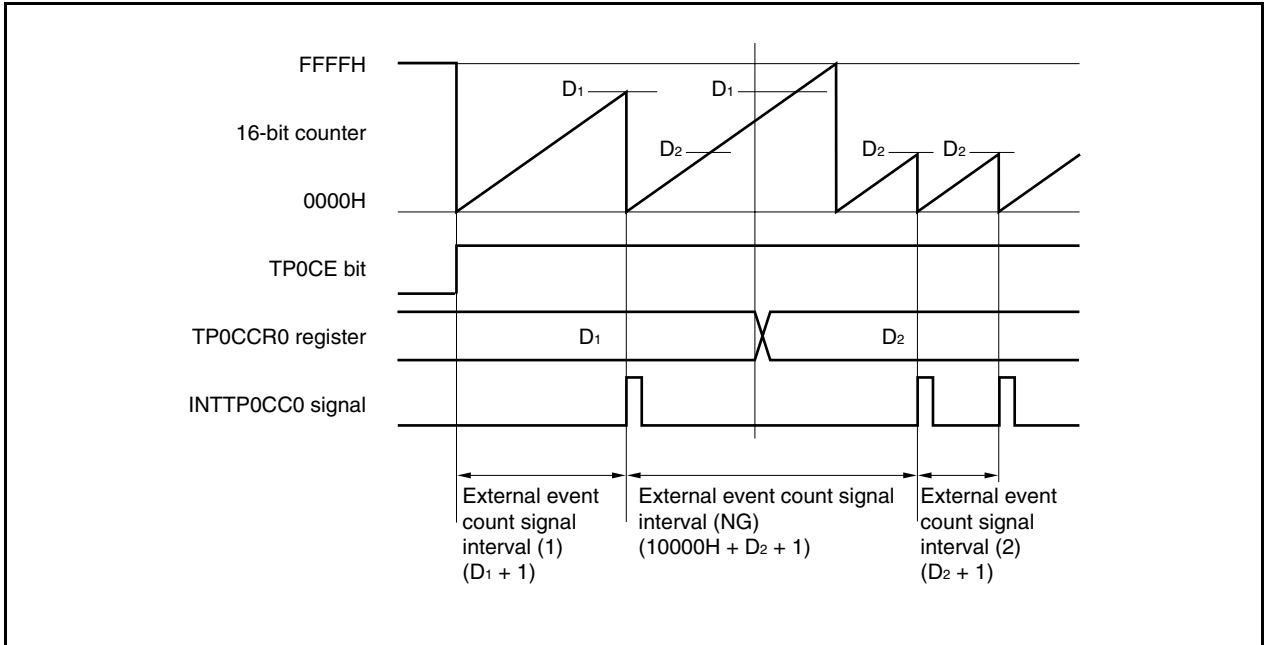 FFFFH
D1
D1
16-bit counter
D2
D2
D2
0000H
TP0CE bit
TP0CCR0 register
D1
D2
INTTP0CC0 signal
External event
count signal
interval (1)
(D1 + 1)
External event count signal
interval (NG)
(10000H + D2 + 1)
External event
count signal
interval (2)
(D2 + 1)